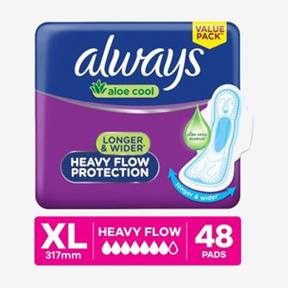 VALUE
PACK
always
aloe cool
LONGER
& WIDER*
HEAVY FLOW
PROTECTION
longer & wider*
XL
317mm
HEAVY FLOW
48
PADS